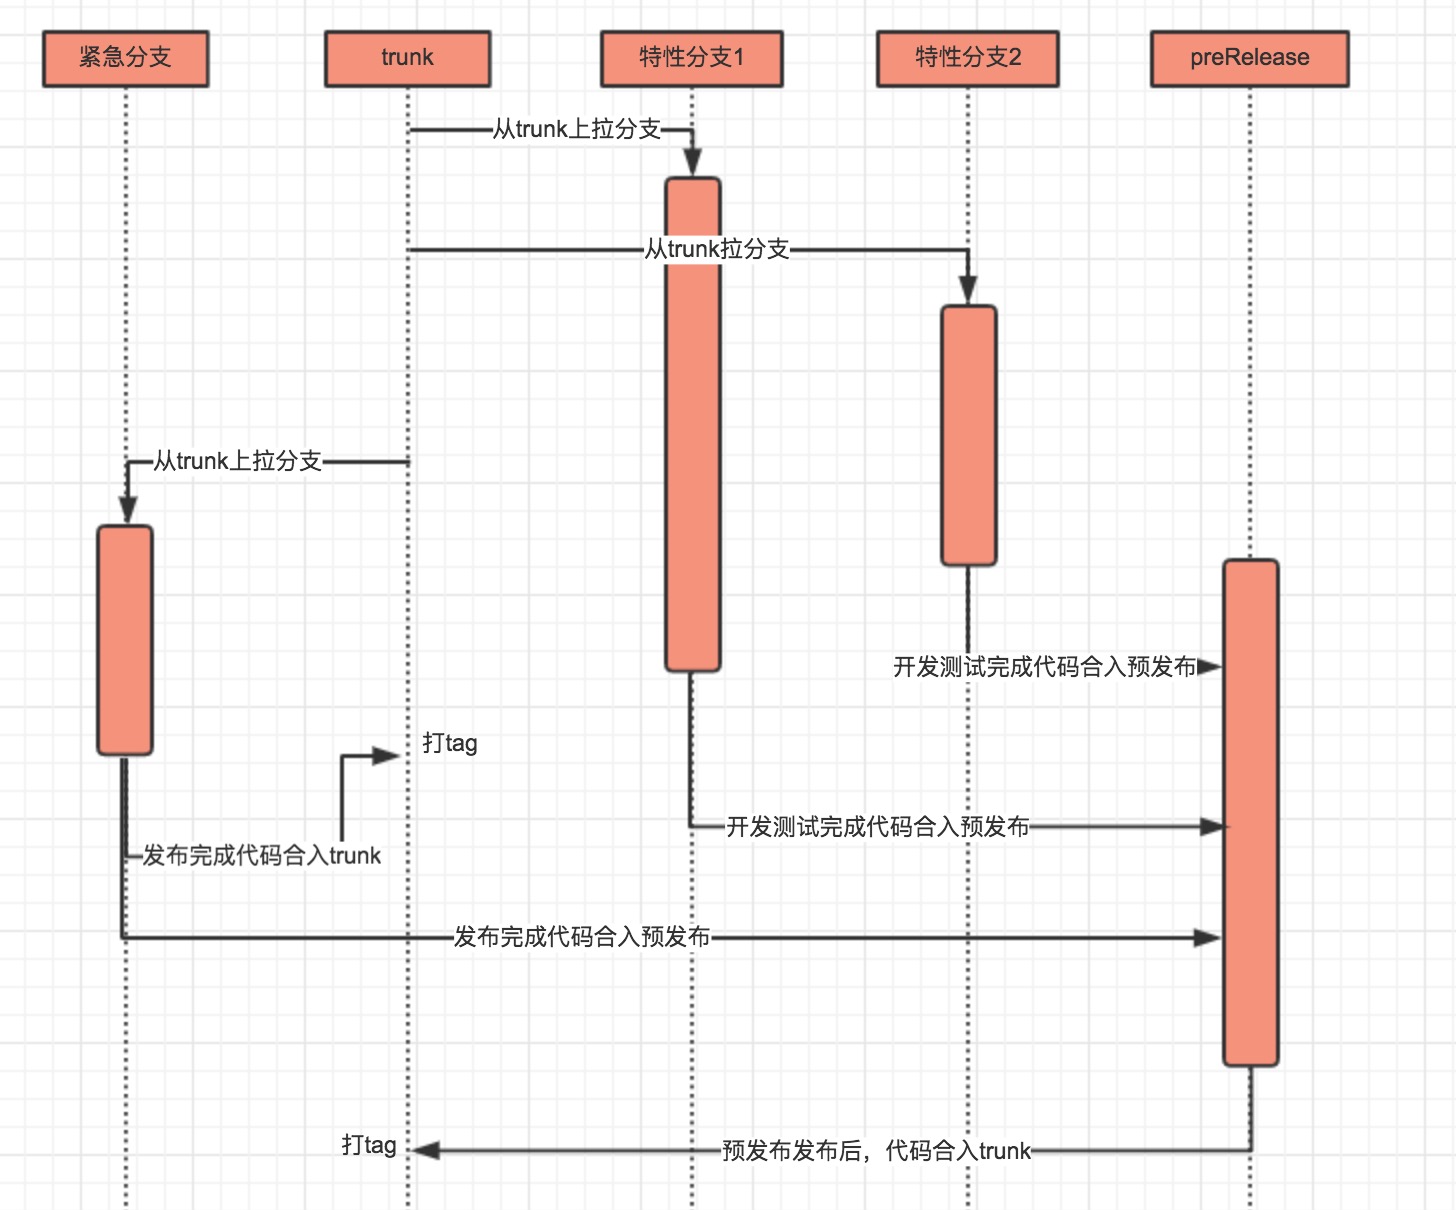 紧急分支
trunk
特性分支1
特性分支2
preRelease
从trunk上拉分支
从trunk拉分支
从trunk上拉分支
开发测试完成代码合入预发布
打tag
开发测试完成代码合入预发布
发布完成代码合入trunk
发布完成代码合入预发布
打tag
预发布发布后，代码合入trunk